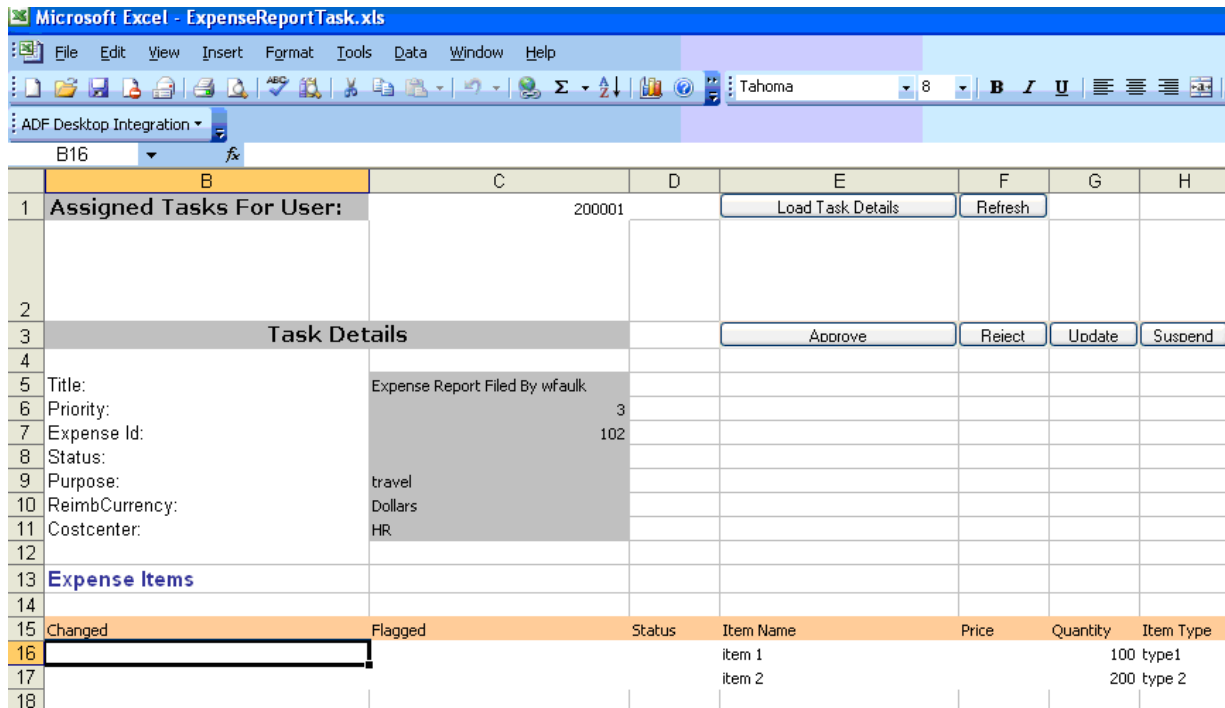 Microsoft Excel - ExpenseReportTask.xls
File Edit View Insert Format Tools Data Window Help
Tahoma 8 B I U
ADF Desktop Integration
B16 fx
B C D E F G H
1 Assigned Tasks For User: 200001 Load Task Details Refresh
2
3 Task Details Approve Reject Update Suspend
4
5 Title: Expense Report Filed By wfaulk
6 Priority: 3
7 Expense Id: 102
8 Status:
9 Purpose: travel
10 ReimbCurrency: Dollars
11 Costcenter: HR
12
13 Expense Items
14
15 Changed Flagged Status Item Name Price Quantity Item Type
16 item 1 100 type1
17 item 2 200 type 2
18